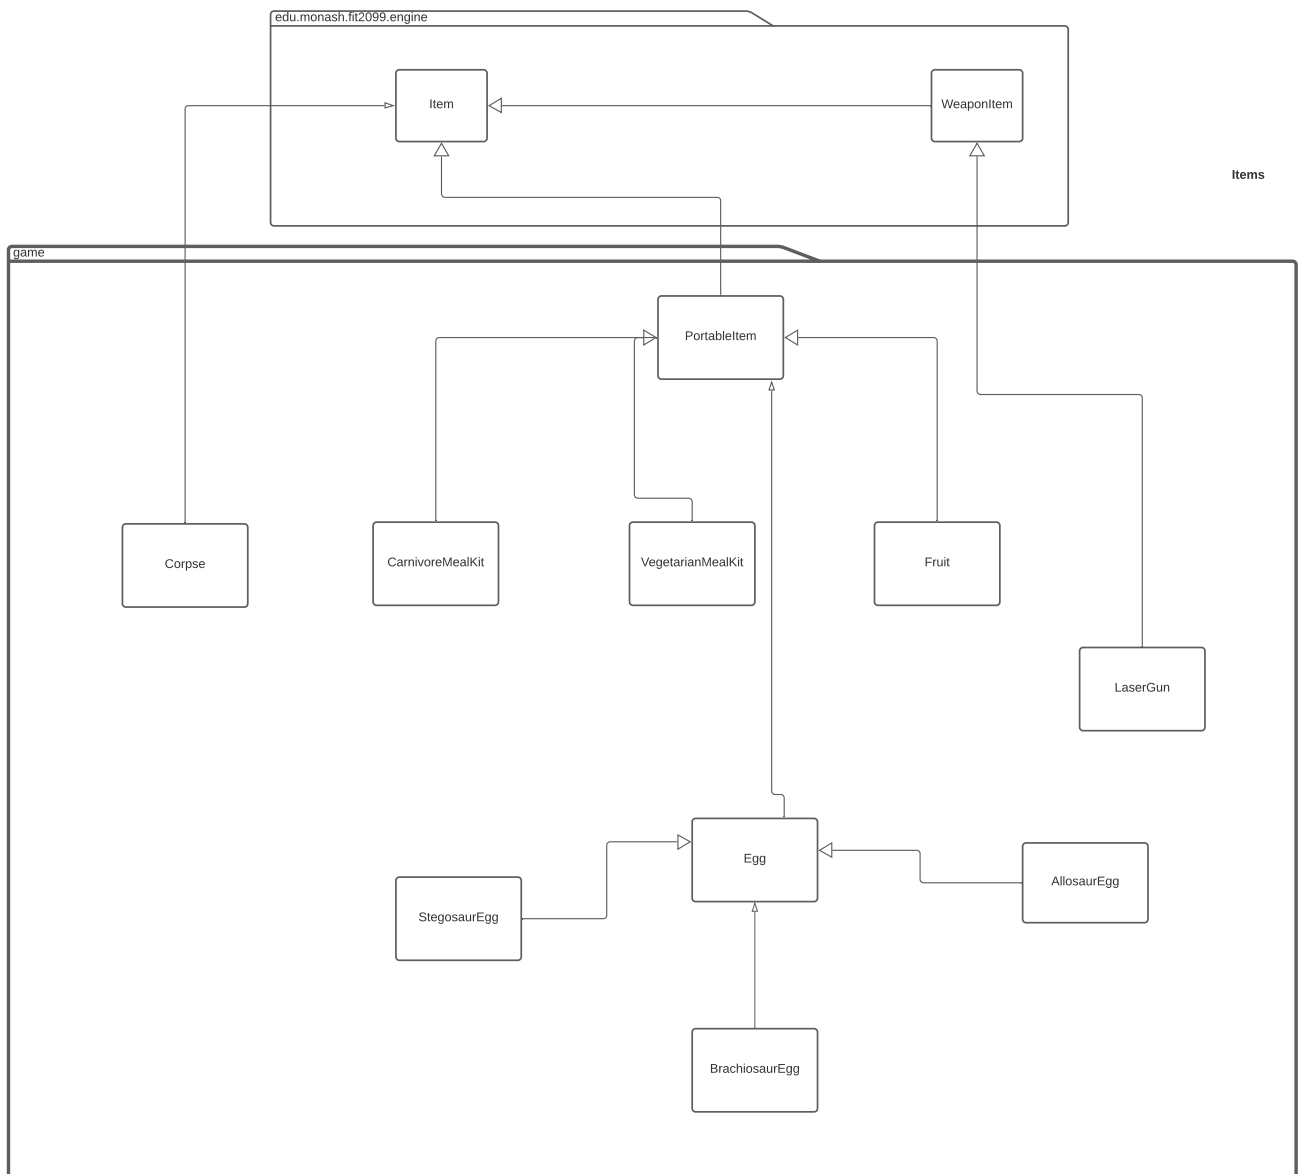 edu.monash.fit2099.engine
Item
WeaponItem
Items
game
PortableItem
Corpse
CarnivoreMealKit
VegetarianMealKit
Fruit
LaserGun
Egg
AllosaurEgg
StegosaurEgg
BrachiosaurEgg